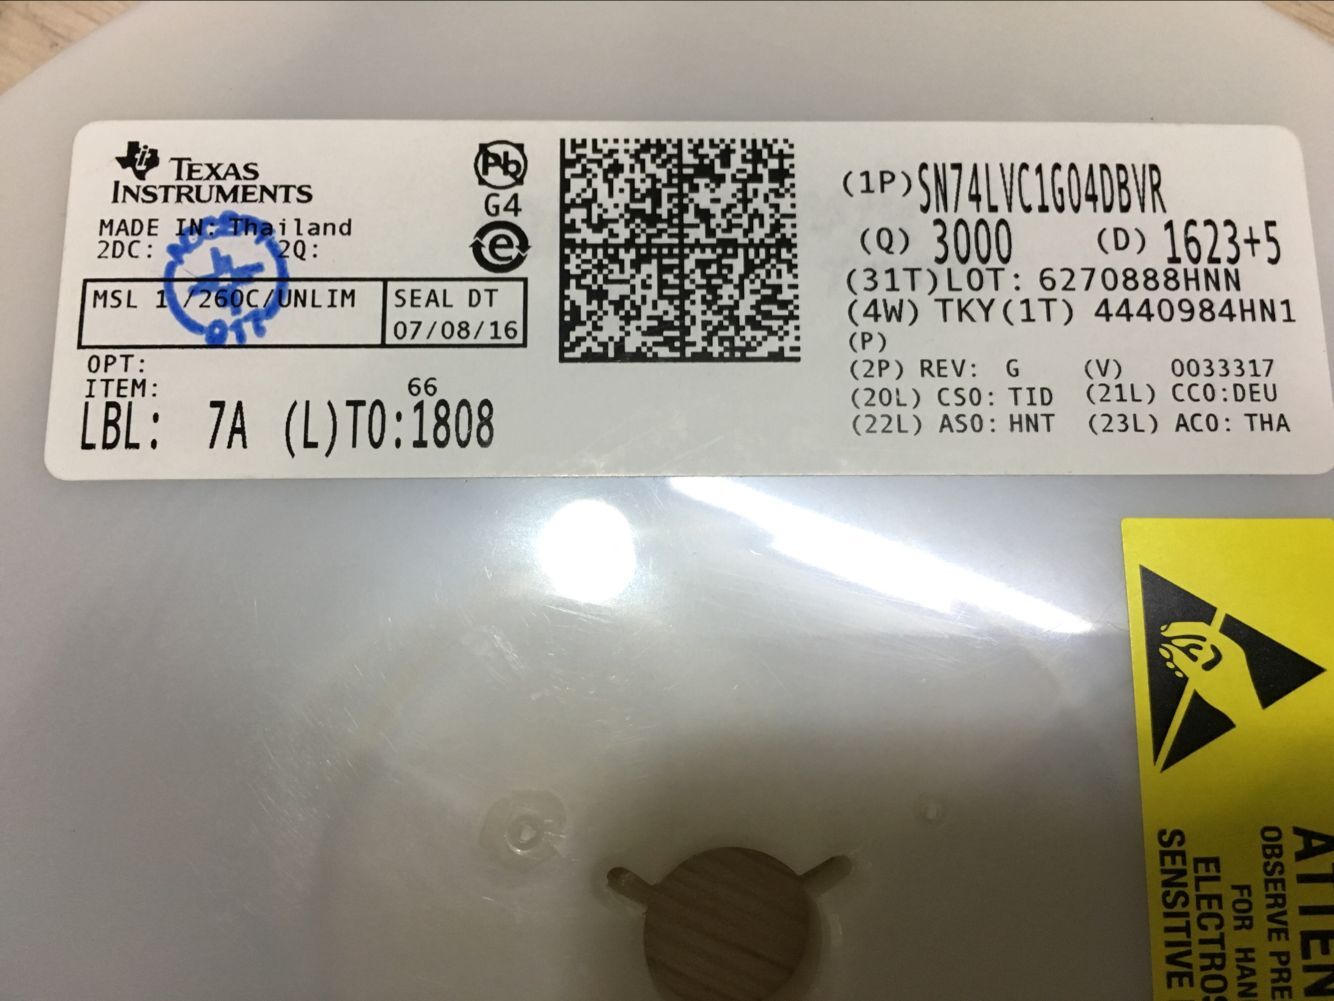 TEXAS
INSTRUMENTS
MADE IN: Thailand
2DC: 2Q:
MSL 1 /260C/UNLIM
SEAL DT
07/08/16
OPT:
ITEM: 66
LBL: 7A (L)TO:1808
Pb
G4
e
(1P)SN74LVC1G04DBVR
(Q) 3000 (D) 1623+5
(31T)LOT: 6270888HNN
(4W) TKY(1T) 4440984HN1
(P)
(2P) REV: G (V) 0033317
(20L) CSO: TID (21L) CCO:DEU
(22L) ASO: HNT (23L) ACO: THA
ATTEN
OBSERVE PRE
FOR HAN
ELECTROS
SENSITIVE